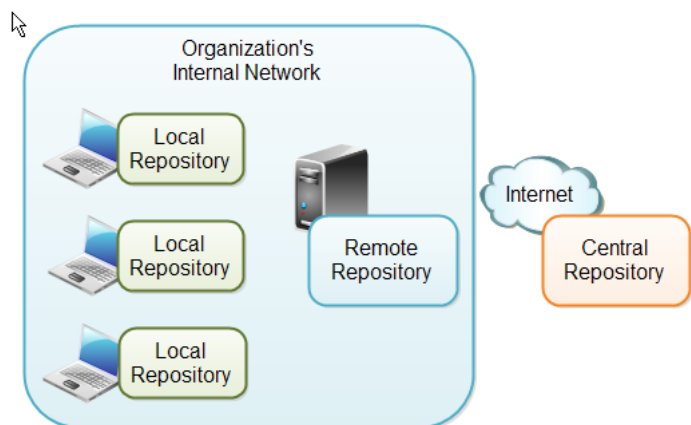 Organization's
Internal Network
Local
Repository
Local
Repository
Local
Repository
Remote
Repository
Internet
Central
Repository